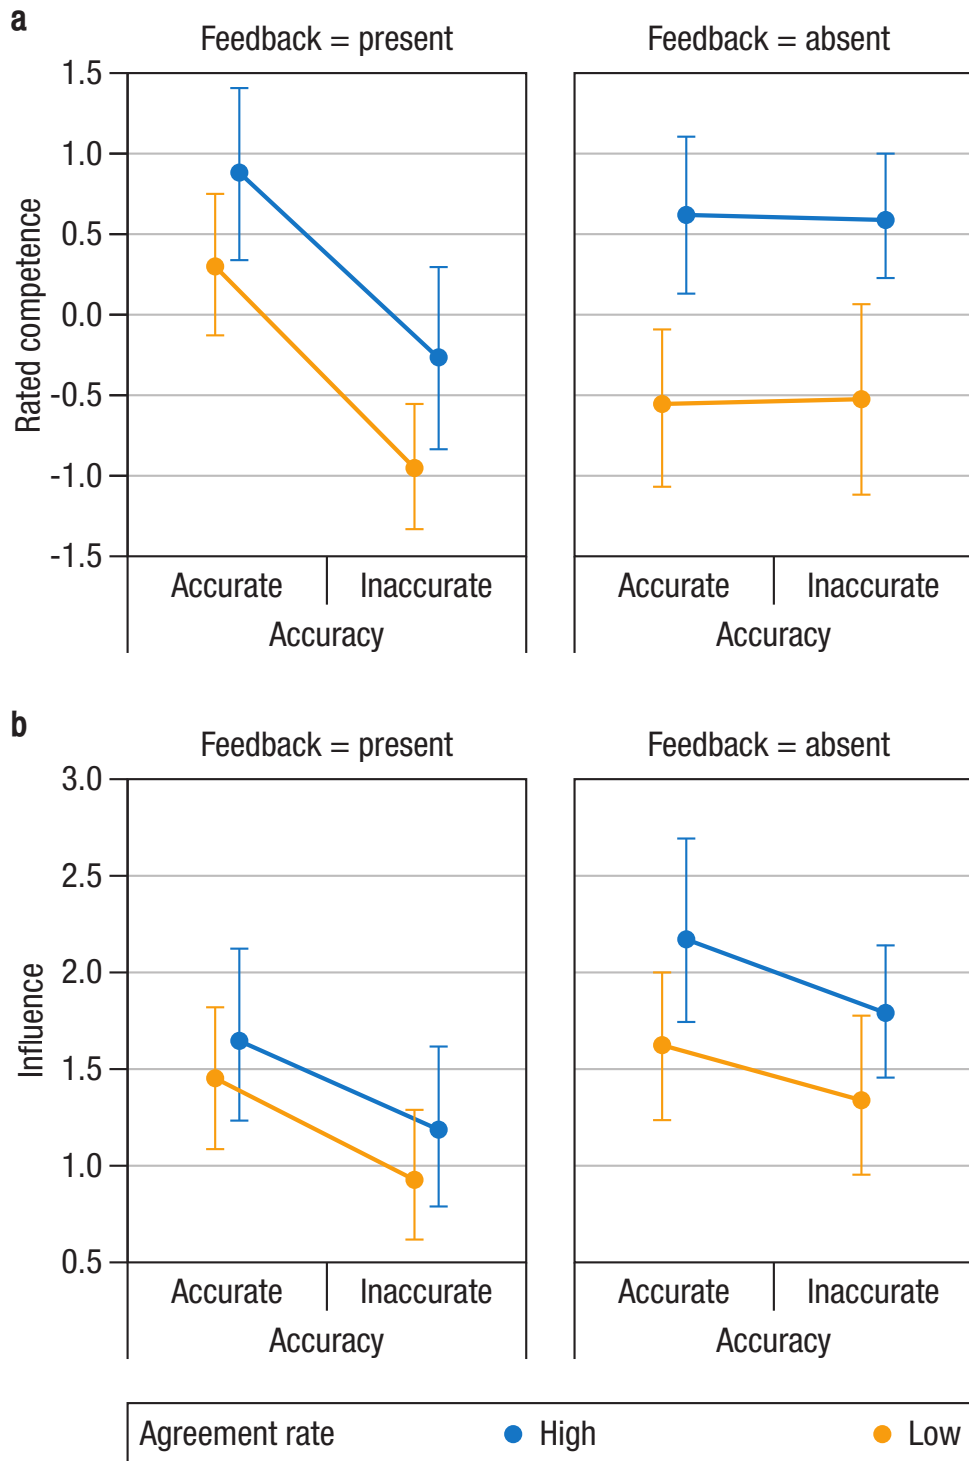 a
Feedback = present
Feedback = absent
Rated competence
1.5
1.0
0.5
0.0
-0.5
-1.0
-1.5
Accurate
Inaccurate
Accurate
Inaccurate
Accuracy
Accuracy
b
Feedback = present
Feedback = absent
Influence
3.0
2.5
2.0
1.5
1.0
0.5
Accurate
Inaccurate
Accurate
Inaccurate
Accuracy
Accuracy
Agreement rate
High
Low